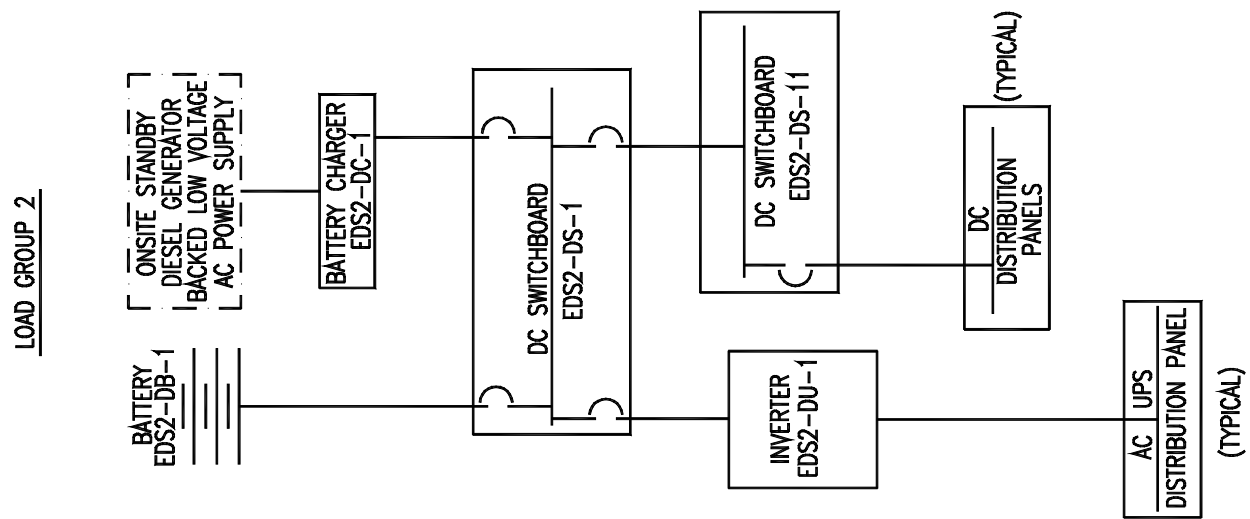 LOAD GROUP 2
BATTERY
EDS2-DB-1
ONSITE STANDBY
DIESEL GENERATOR
BACKED LOW VOLTAGE
AC POWER SUPPLY
BATTERY CHARGER
EDS2-DC-1
DC SWITCHBOARD
EDS2-DS-1
INVERTER
EDS2-DU-1
DC SWITCHBOARD
EDS2-DS-11
DC
DISTRIBUTION
PANELS
(TYPICAL)
AC UPS
DISTRIBUTION PANEL
(TYPICAL)